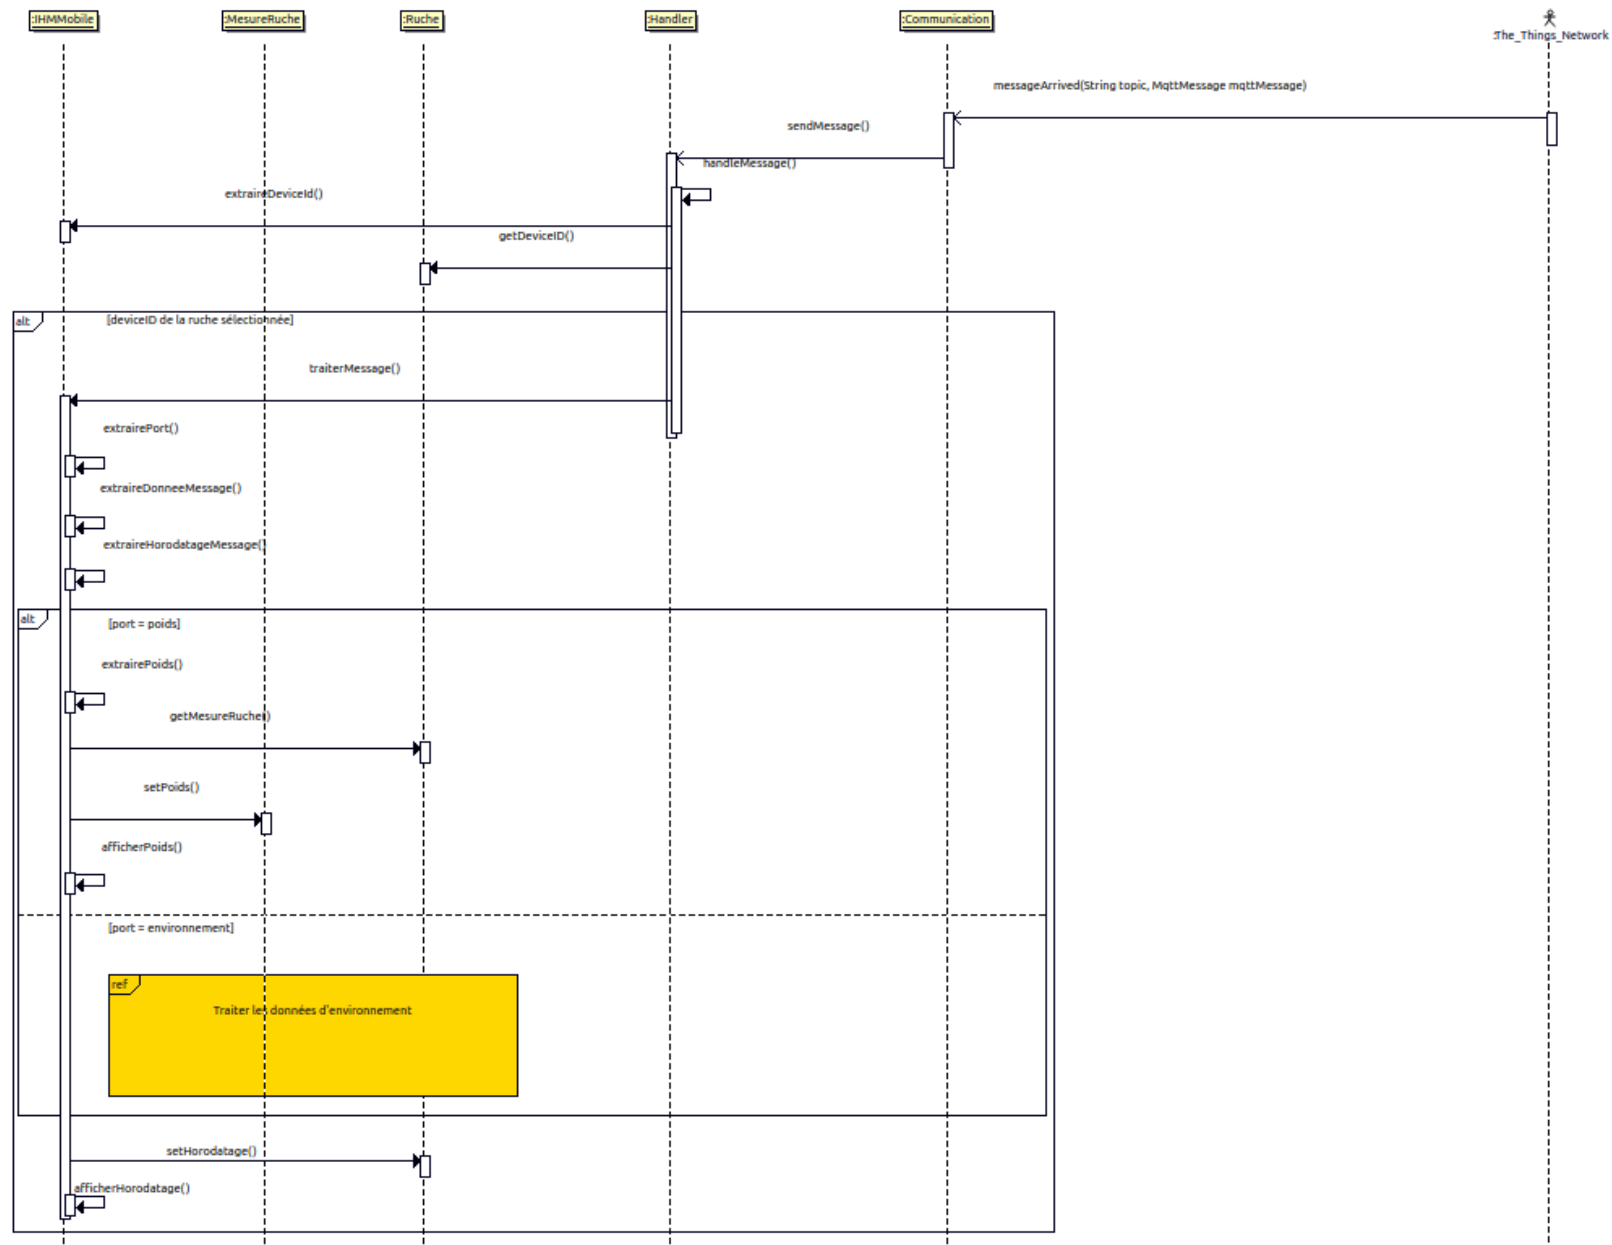 :IHMMobile
:MesureRuche
:Ruche
:Handler
:Communication
:The_Things_Network
messageArrived(String topic, MqttMessage mqttMessage)
sendMessage()
handleMessage()
extraireDeviceId()
getDeviceID()
alt
[deviceID de la ruche sélectionnée]
traiterMessage()
extrairePort()
extraireDonneeMessage()
extraireHorodatageMessage()
alt
[port = poids]
extrairePoids()
getMesureRuche()
setPoids()
afficherPoids()
[port = environnement]
ref
Traiter les données d'environnement
setHorodatage()
afficherHorodatage()